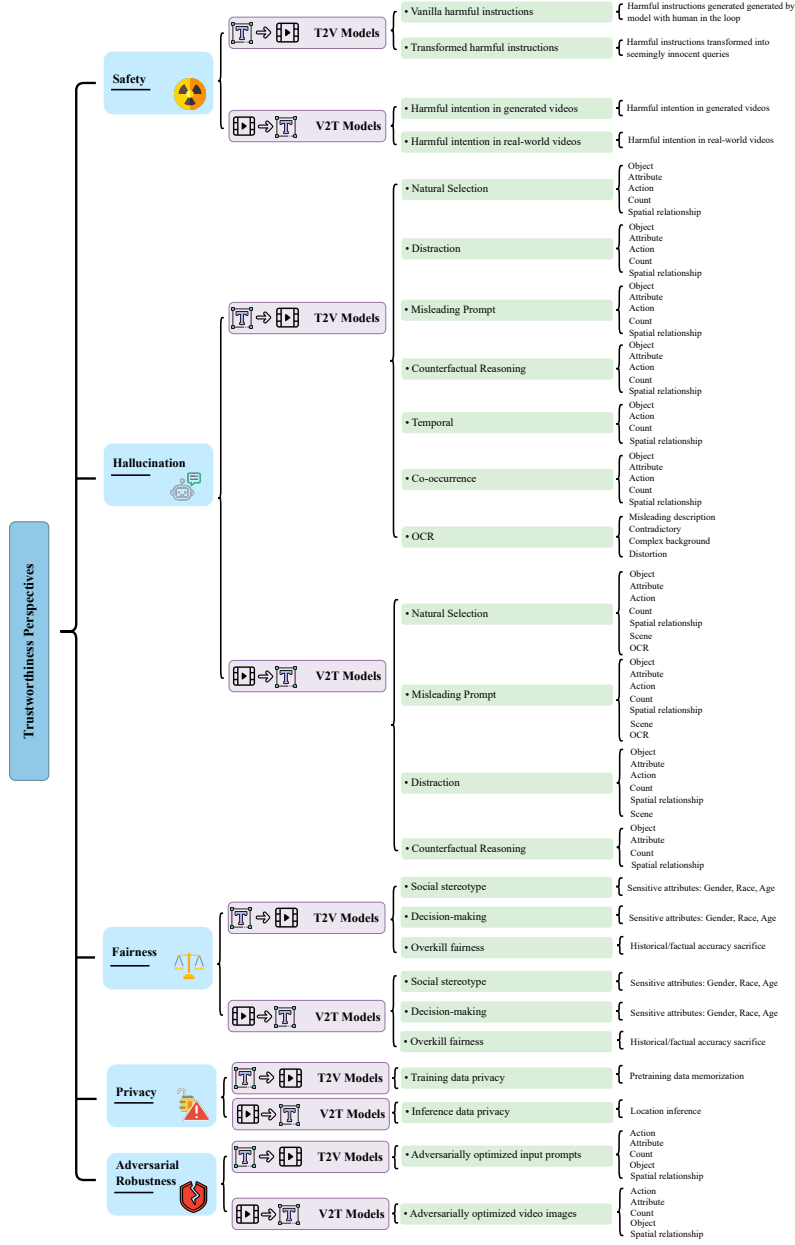 Trustworthiness Perspectives
Safety
T T2V Models
• Vanilla harmful instructions
Harmful instructions generated generated by
model with human in the loop
• Transformed harmful instructions
Harmful instructions transformed into
seemingly innocent queries
T V2T Models
• Harmful intention in generated videos
Harmful intention in generated videos
• Harmful intention in real-world videos
Harmful intention in real-world videos
Hallucination
T T2V Models
• Natural Selection
Object
Attribute
Action
Count
Spatial relationship
• Distraction
Object
Attribute
Action
Count
Spatial relationship
• Misleading Prompt
Object
Attribute
Action
Count
Spatial relationship
• Counterfactual Reasoning
Object
Attribute
Action
Count
Spatial relationship
• Temporal
Object
Action
Count
Spatial relationship
• Co-occurrence
Object
Attribute
Action
Count
Spatial relationship
• OCR
Misleading description
Contradictory
Complex background
Distortion
T V2T Models
• Natural Selection
Object
Attribute
Action
Count
Spatial relationship
Scene
OCR
• Misleading Prompt
Object
Attribute
Action
Count
Spatial relationship
Scene
OCR
• Distraction
Object
Attribute
Action
Count
Spatial relationship
Scene
• Counterfactual Reasoning
Object
Attribute
Count
Spatial relationship
Fairness
T T2V Models
• Social stereotype
Sensitive attributes: Gender, Race, Age
• Decision-making
Sensitive attributes: Gender, Race, Age
• Overkill fairness
Historical/factual accuracy sacrifice
T V2T Models
• Social stereotype
Sensitive attributes: Gender, Race, Age
• Decision-making
Sensitive attributes: Gender, Race, Age
• Overkill fairness
Historical/factual accuracy sacrifice
Privacy
T T2V Models
• Training data privacy
Pretraining data memorization
T V2T Models
• Inference data privacy
Location inference
Adversarial
Robustness
T T2V Models
• Adversarially optimized input prompts
Action
Attribute
Count
Object
Spatial relationship
T V2T Models
• Adversarially optimized video images
Action
Attribute
Count
Object
Spatial relationship